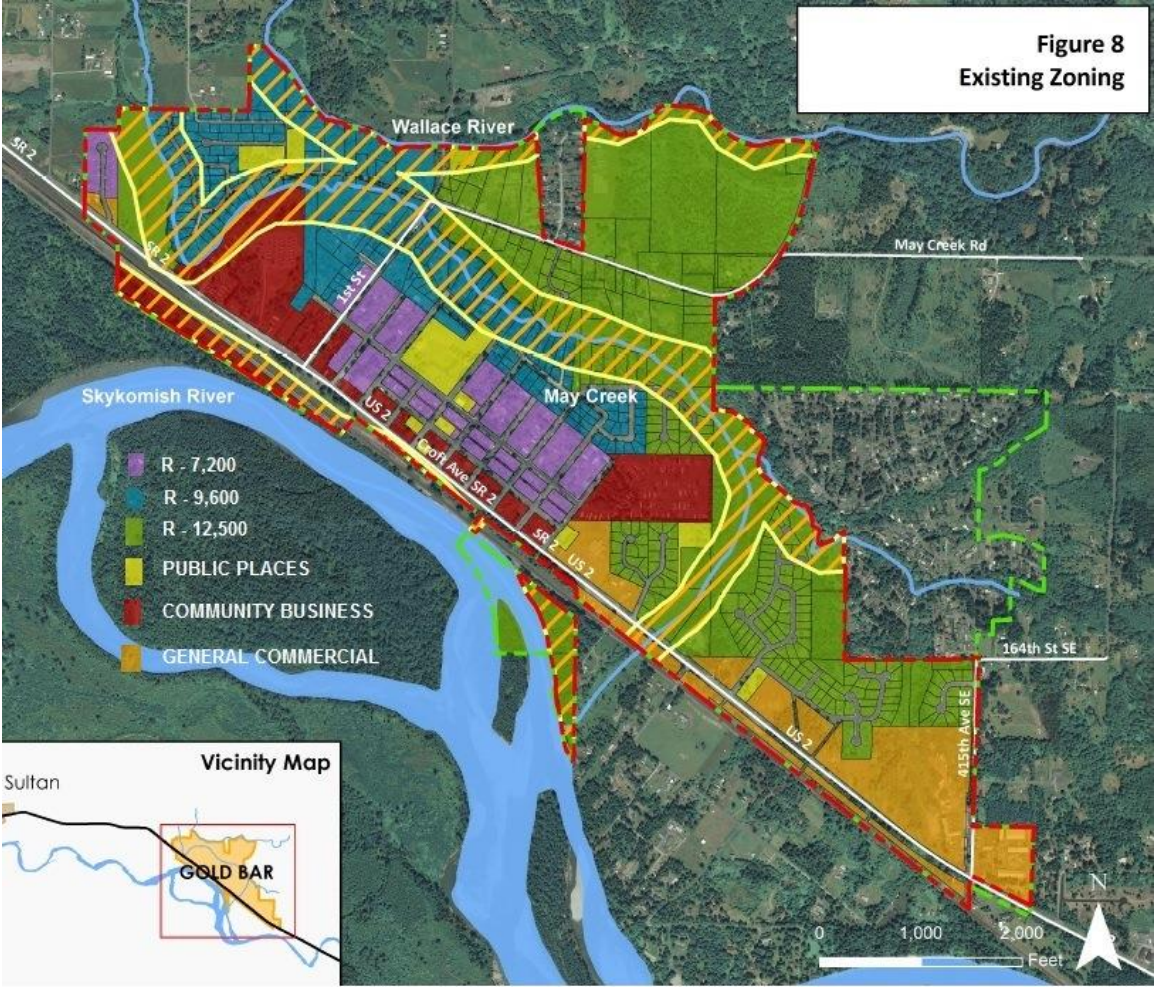 Figure 8
Existing Zoning
Wallace River
SR 2
SR 2
May Creek Rd
1st St
Skykomish River
US 2
May Creek
Croft Ave SR 2
R - 7,200
R - 9,600
R - 12,500
PUBLIC PLACES
COMMUNITY BUSINESS
GENERAL COMMERCIAL
SR 2
US 2
164th St SE
415th Ave SE
US 2
Vicinity Map
Sultan
GOLD BAR
N
0 1,000 2,000
Feet